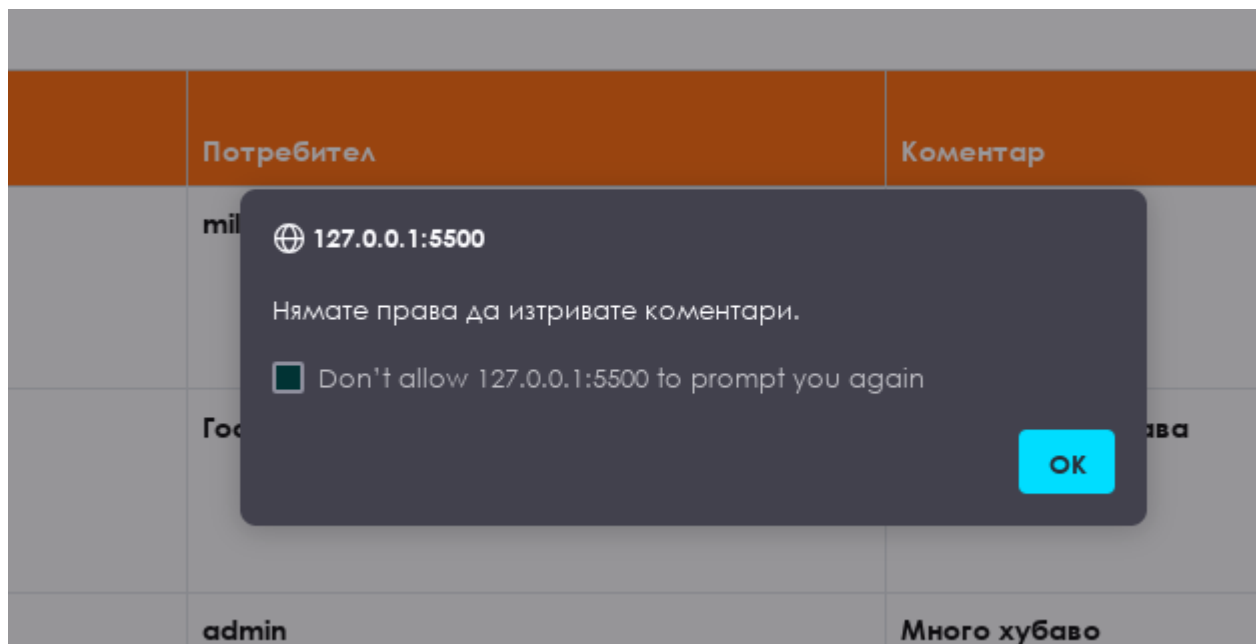 Потребител Коментар
127.0.0.1:5500
Нямате права да изтривате коментари.
Don't allow 127.0.0.1:5500 to prompt you again
OK
admin Много хубаво